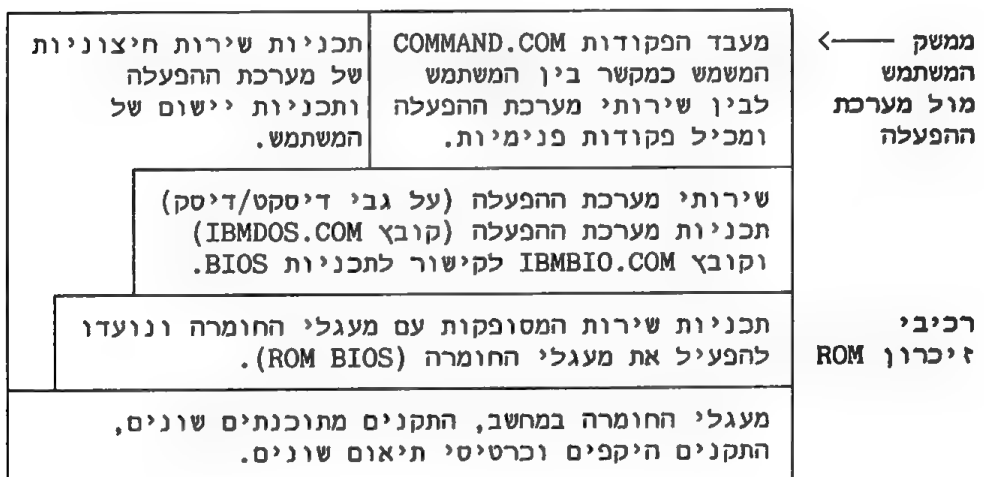 ממשק <——>
המשתמש
מול מערכת
ההפעלה
מעבד הפקודות COMMAND.COM
המשמש כמקשר בין המשתמש
לבין שירותי מערכת ההפעלה
ומכיל פקודות פנימיות.
תכניות שירות חיצוניות
של מערכת ההפעלה
ותכניות יישום של
המשתמש.
שירותי מערכת ההפעלה (על גבי דיסקט/דיסק)
תכניות מערכת ההפעלה (קובץ IBMDOS.COM)
וקובץ IBMBIO.COM לקישור לתכניות BIOS.
רכיבי
זיכרון ROM
תכניות שירות המסופקות עם מעגלי החומרה ונועדו
להפעיל את מעגלי החומרה (ROM BIOS).
מעגלי החומרה במחשב, התקנים מתוכנתים שונים,
התקנים היקפים וכרטיסי תיאום שונים.